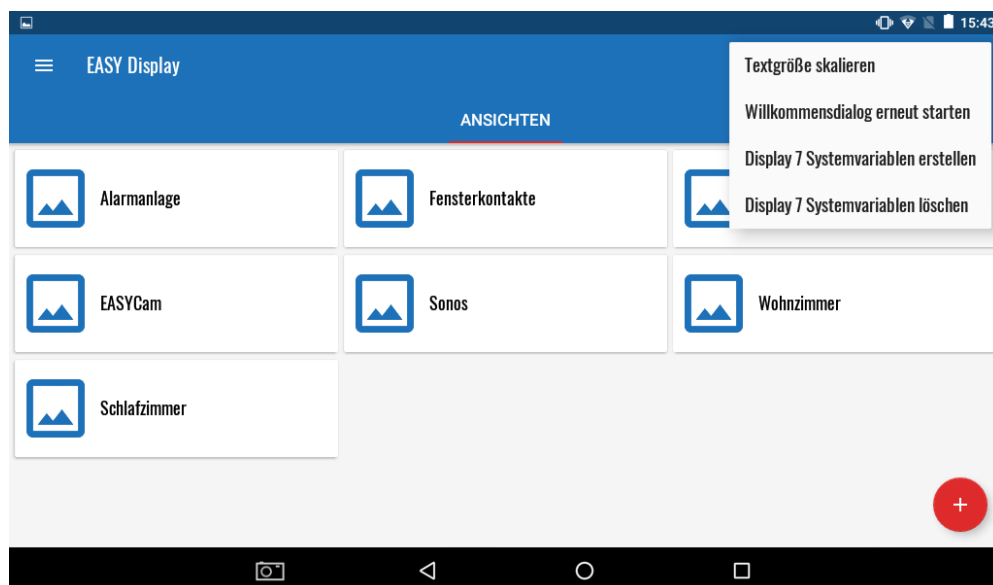 15:43
EASY Display
ANSICHTEN
Textgröße skalieren
Willkommensdialog erneut starten
Display 7 Systemvariablen erstellen
Display 7 Systemvariablen löschen
Alarmanlage
Fensterkontakte
EASYCam
Sonos
Wohnzimmer
Schlafzimmer